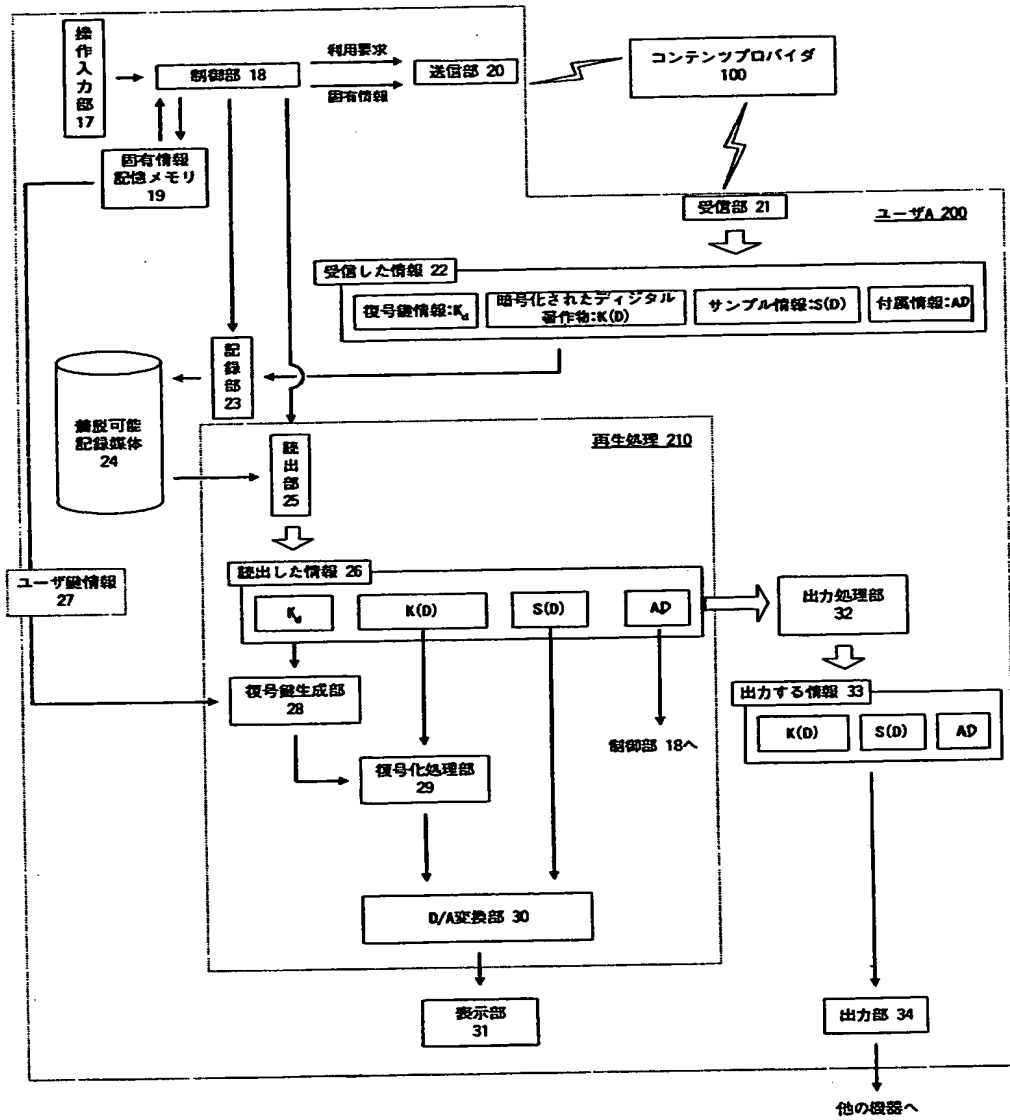 操作入力部
17
制御部 18
利用要求
固有情報
送信部 20
コンテンツプロバイダ
100
固有情報
記憶メモリ
19
受信部 21
ユーザA 200
受信した情報 22
復号鍵情報:Kd
暗号化されたディジタル
著作物:K(D)
サンプル情報:S(D)
付属情報:AD
記録部
23
着脱可能
記録媒体
24
再生処理 210
読出部
25
ユーザ鍵情報
27
読出した情報 26
Kd
K(D)
S(D)
AD
出力処理部
32
復号鍵生成部
28
出力する情報 33
K(D)
S(D)
AD
制御部 18へ
復号化処理部
29
D/A変換部 30
表示部
31
出力部 34
他の機器へ